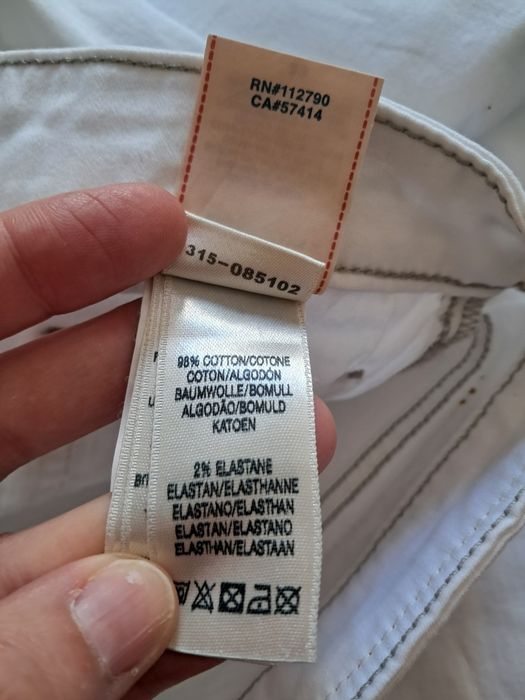 RN#112790
CA#57414
315-085102
98% COTTON/COTONE
COTON/ALGODÓN
BAUMWOLLE/BOMULL
ALGODÃO/BOMULD
KATOEN
2% ELASTANE
ELASTAN/ELASTHANNE
ELASTANO/ELASTHAN
ELASTAN/ELASTANO
ELASTHAN/ELASTAAN